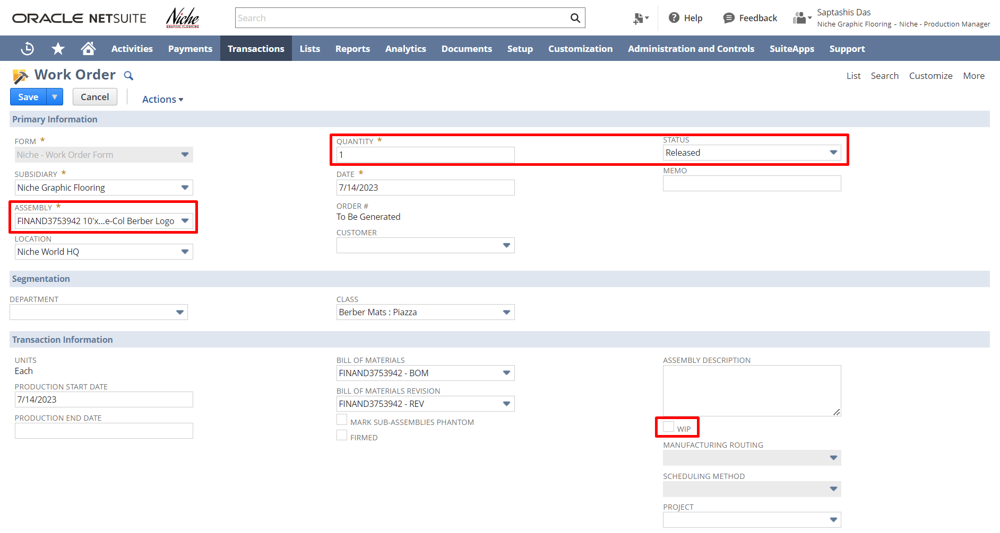 ORACLE NETSUITE
Niche
GRAPHIC FLOORING
Search
Help
Feedback
Saptashis Das
Niche Graphic Flooring - Niche - Production Manager
Activities Payments Transactions Lists Reports Analytics Documents Setup Customization Administration and Controls SuiteApps Support
Work Order
List Search Customize More
Save
Cancel
Actions
Primary Information
FORM *
Niche - Work Order Form
SUBSIDIARY *
Niche Graphic Flooring
ASSEMBLY *
FINAND3753942 10'x...e-Col Berber Logo
LOCATION
Niche World HQ
QUANTITY *
1
DATE *
7/14/2023
ORDER #
To Be Generated
CUSTOMER
STATUS
Released
MEMO
Segmentation
DEPARTMENT
CLASS
Berber Mats : Piazza
Transaction Information
UNITS
Each
PRODUCTION START DATE
7/14/2023
PRODUCTION END DATE
BILL OF MATERIALS
FINAND3753942 - BOM
BILL OF MATERIALS REVISION
FINAND3753942 - REV
MARK SUB-ASSEMBLIES PHANTOM
FIRMED
ASSEMBLY DESCRIPTION
WIP
MANUFACTURING ROUTING
SCHEDULING METHOD
PROJECT